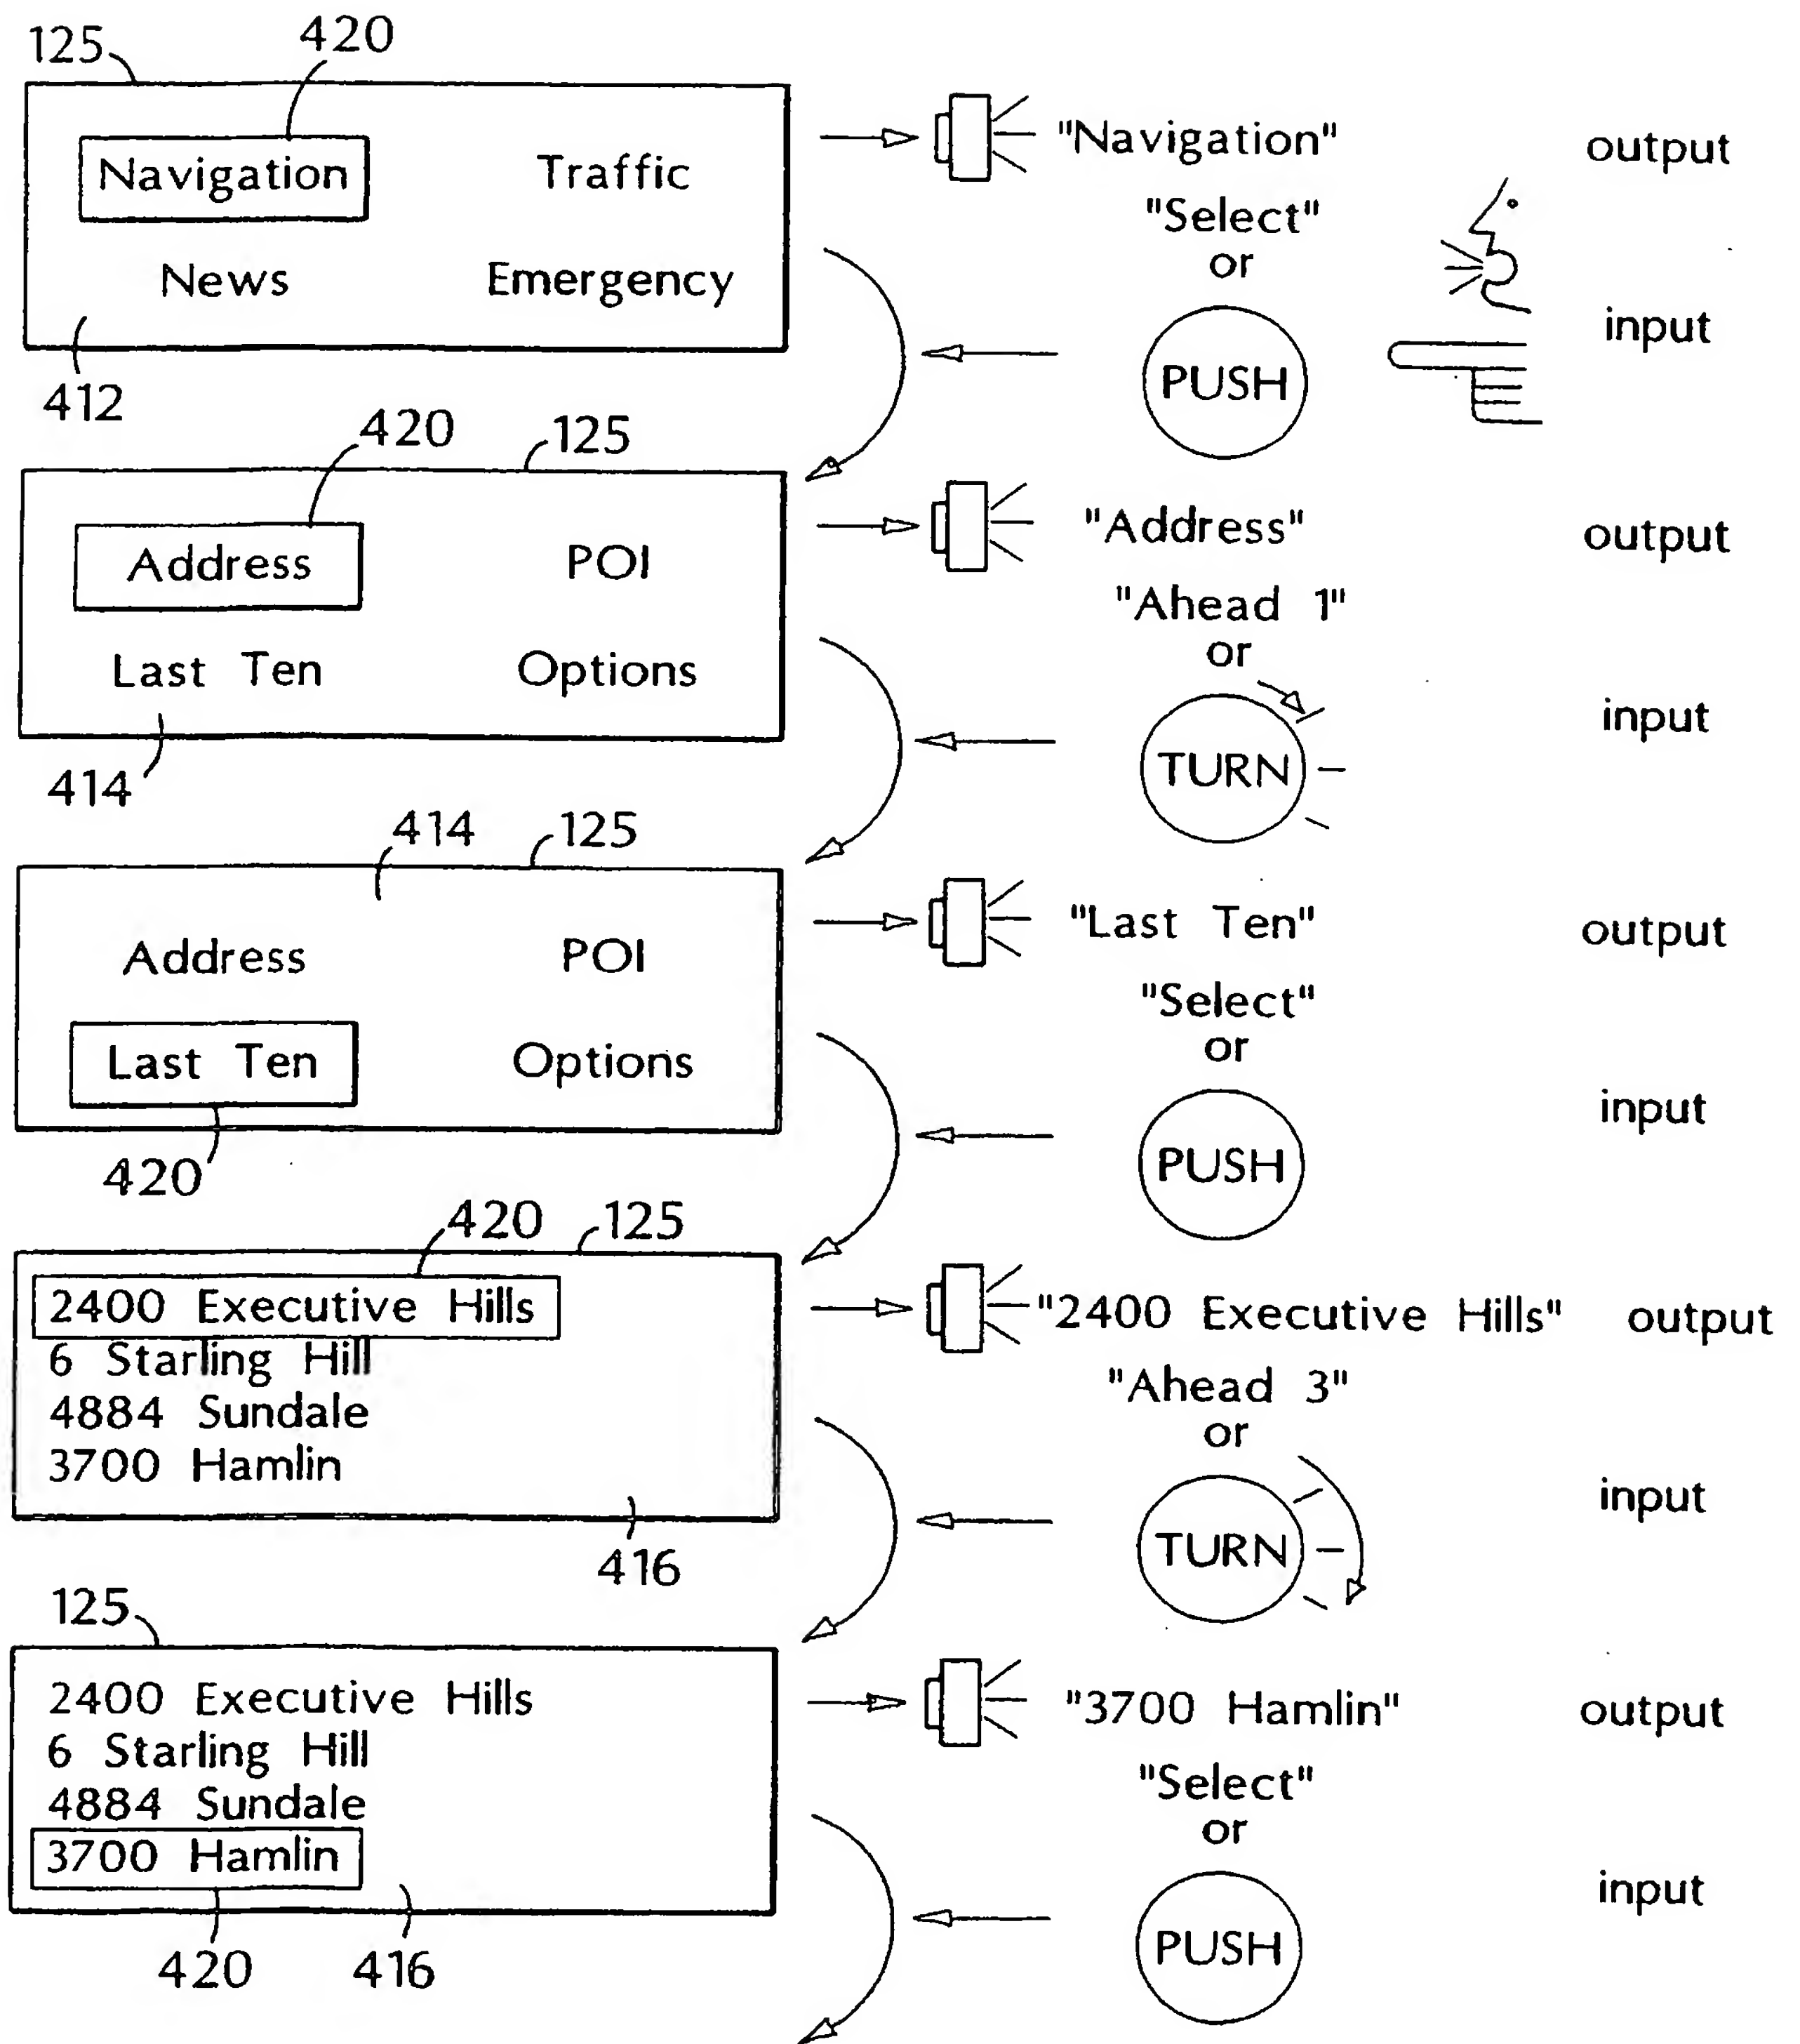 125 420
Navigation Traffic "Navigation" output
"Select"
or
News Emergency input
PUSH
412
420 125
Address POI "Address" output
"Ahead 1"
or
Last Ten Options input
TURN
414
414 125
Address POI "Last Ten" output
"Select"
or
Last Ten Options input
PUSH
420
420 125
2400 Executive Hills "2400 Executive Hills" output
6 Starling Hill
"Ahead 3"
4884 Sundale or
3700 Hamlin input
TURN
416
125
2400 Executive Hills "3700 Hamlin" output
6 Starling Hill
"Select"
4884 Sundale or
3700 Hamlin input
PUSH
420 416